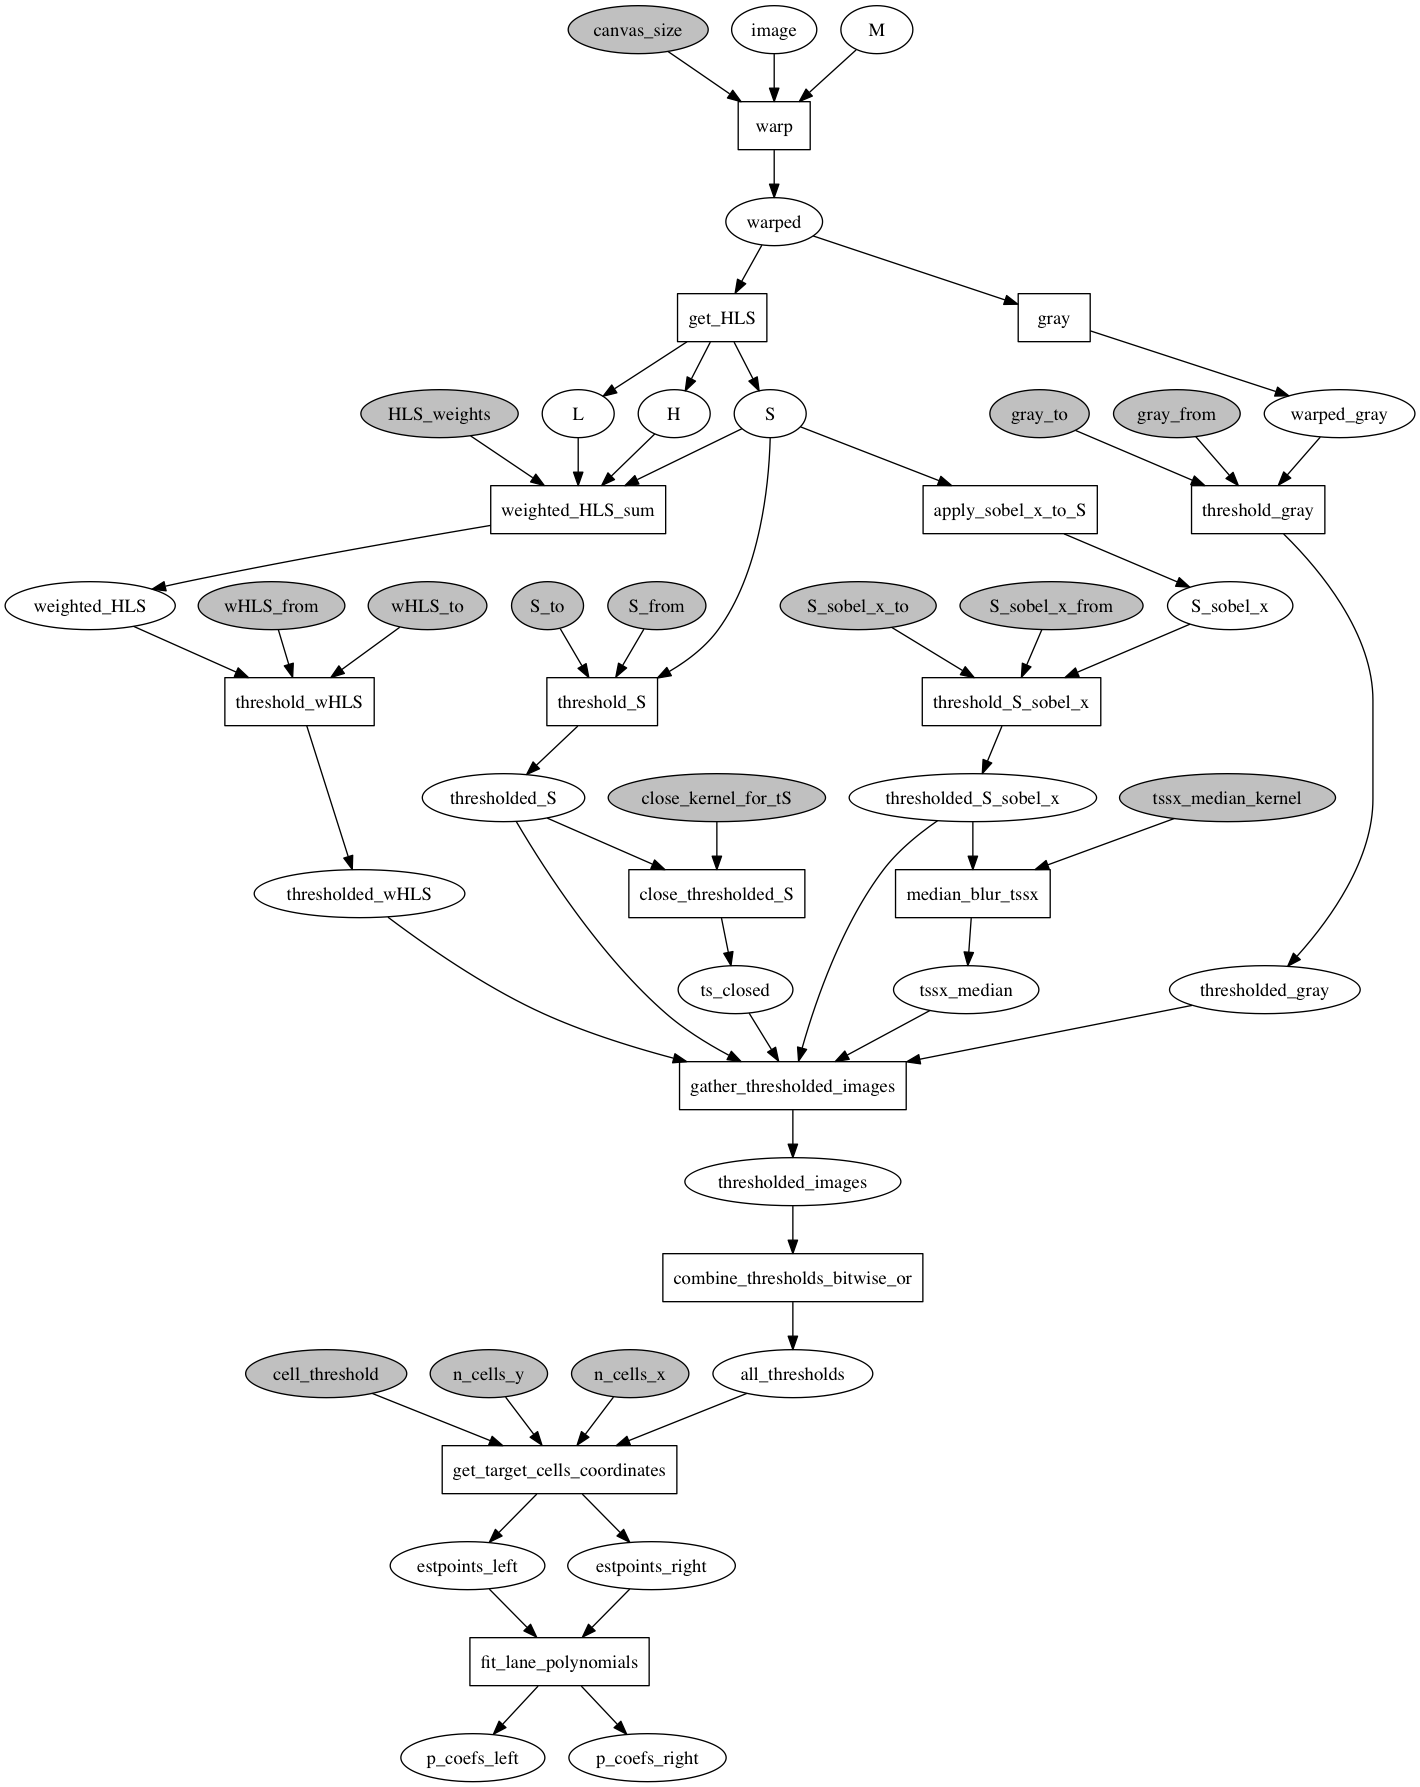 canvas_size
image
M
warp
warped
get_HLS
gray
HLS_weights
L
H
S
gray_to
gray_from
warped_gray
weighted_HLS_sum
apply_sobel_x_to_S
threshold_gray
weighted_HLS
wHLS_from
wHLS_to
S_to
S_from
S_sobel_x_to
S_sobel_x_from
S_sobel_x
threshold_wHLS
threshold_S
threshold_S_sobel_x
thresholded_S
close_kernel_for_tS
thresholded_S_sobel_x
tssx_median_kernel
thresholded_wHLS
close_thresholded_S
median_blur_tssx
ts_closed
tssx_median
thresholded_gray
gather_thresholded_images
thresholded_images
combine_thresholds_bitwise_or
cell_threshold
n_cells_y
n_cells_x
all_thresholds
get_target_cells_coordinates
estpoints_left
estpoints_right
fit_lane_polynomials
p_coefs_left
p_coefs_right